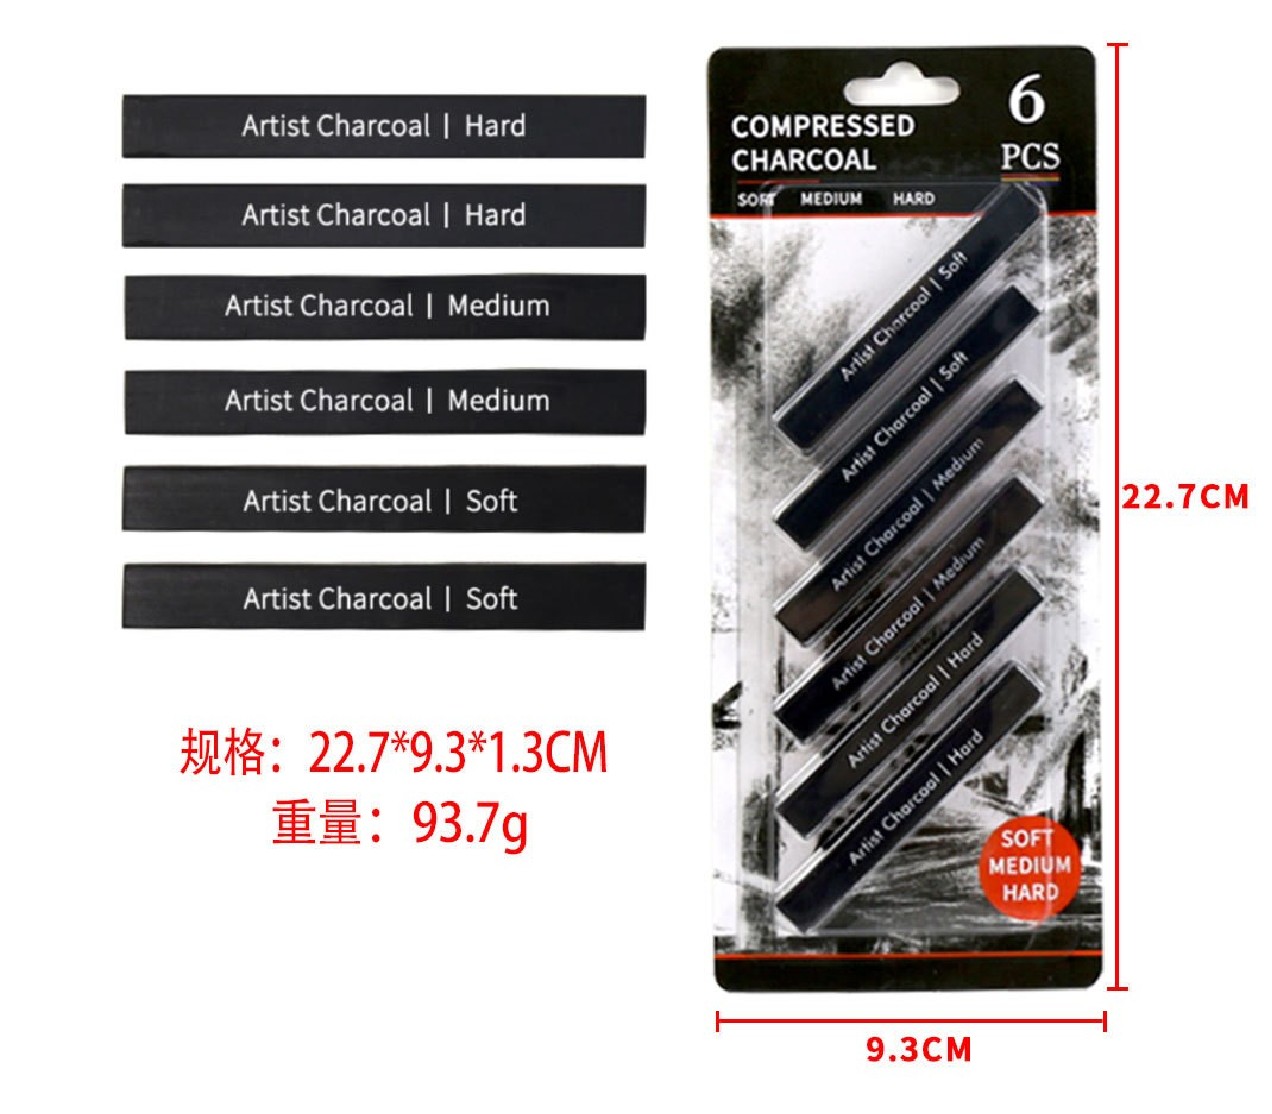 Artist Charcoal | Hard
Artist Charcoal | Hard
Artist Charcoal | Medium
Artist Charcoal | Medium
Artist Charcoal | Soft
Artist Charcoal | Soft
规格：22.7*9.3*1.3CM
重量：93.7g
COMPRESSED
CHARCOAL
6
PCS
SOFT MEDIUM HARD
Artist Charcoal | Soft
Artist Charcoal | Soft
Artist Charcoal | Medium
Artist Charcoal | Medium
Artist Charcoal | Hard
Artist Charcoal | Hard
SOFT
MEDIUM
HARD
22.7CM
9.3CM